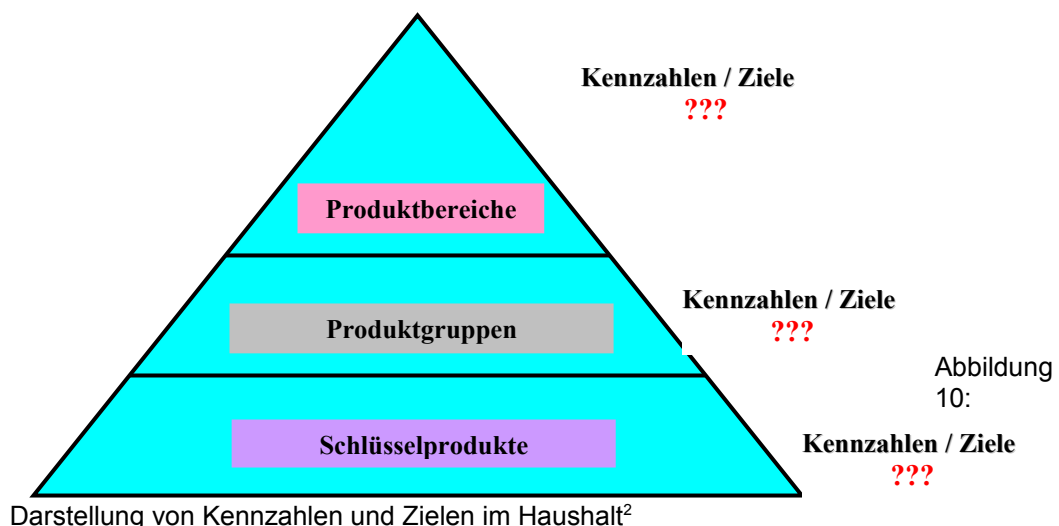 Kennzahlen / Ziele
???
Produktbereiche
Kennzahlen / Ziele
???
Produktgruppen
Abbildung
10:
Kennzahlen / Ziele
???
Schlüsselprodukte
Darstellung von Kennzahlen und Zielen im Haushalt²